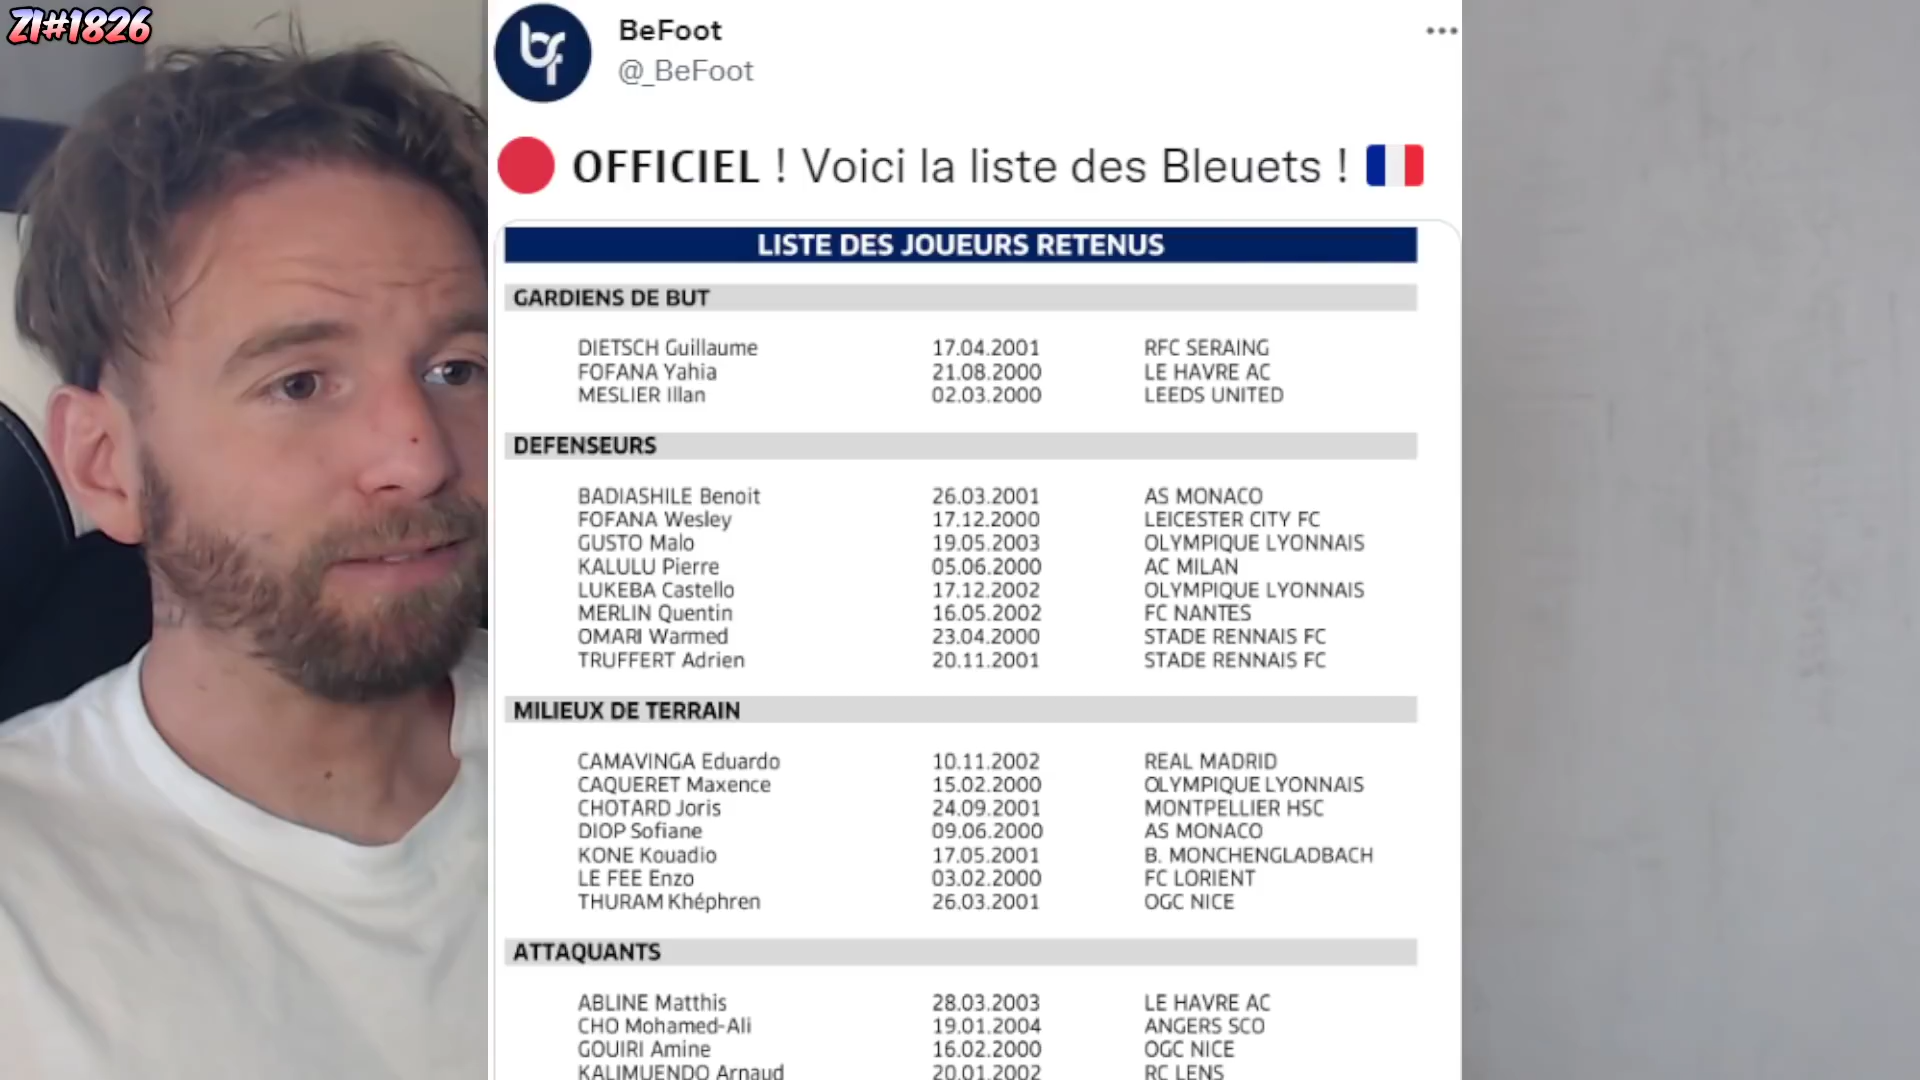 ZI#1826
BeFoot
@_BeFoot
OFFICIEL ! Voici la liste des Bleuets !
LISTE DES JOUEURS RETENUS
GARDIENS DE BUT
DIETSCH Guillaume 17.04.2001 RFC SERAING
FOFANA Yahia 21.08.2000 LE HAVRE AC
MESLIER Illan 02.03.2000 LEEDS UNITED
DEFENSEURS
BADIASHILE Benoit 26.03.2001 AS MONACO
FOFANA Wesley 17.12.2000 LEICESTER CITY FC
GUSTO Malo 19.05.2003 OLYMPIQUE LYONNAIS
KALULU Pierre 05.06.2000 AC MILAN
LUKEBA Castello 17.12.2002 OLYMPIQUE LYONNAIS
MERLIN Quentin 16.05.2002 FC NANTES
OMARI Warmed 23.04.2000 STADE RENNAIS FC
TRUFFERT Adrien 20.11.2001 STADE RENNAIS FC
MILIEUX DE TERRAIN
CAMAVINGA Eduardo 10.11.2002 REAL MADRID
CAQUERET Maxence 15.02.2000 OLYMPIQUE LYONNAIS
CHOTARD Joris 24.09.2001 MONTPELLIER HSC
DIOP Sofiane 09.06.2000 AS MONACO
KONE Kouadio 17.05.2001 B. MONCHENGLADBACH
LE FEE Enzo 03.02.2000 FC LORIENT
THURAM Khéphren 26.03.2001 OGC NICE
ATTAQUANTS
ABLINE Matthis 28.03.2003 LE HAVRE AC
CHO Mohamed-Ali 19.01.2004 ANGERS SCO
GOUIRI Amine 16.02.2000 OGC NICE
KALIMUENDO Arnaud 20.01.2002 RC LENS